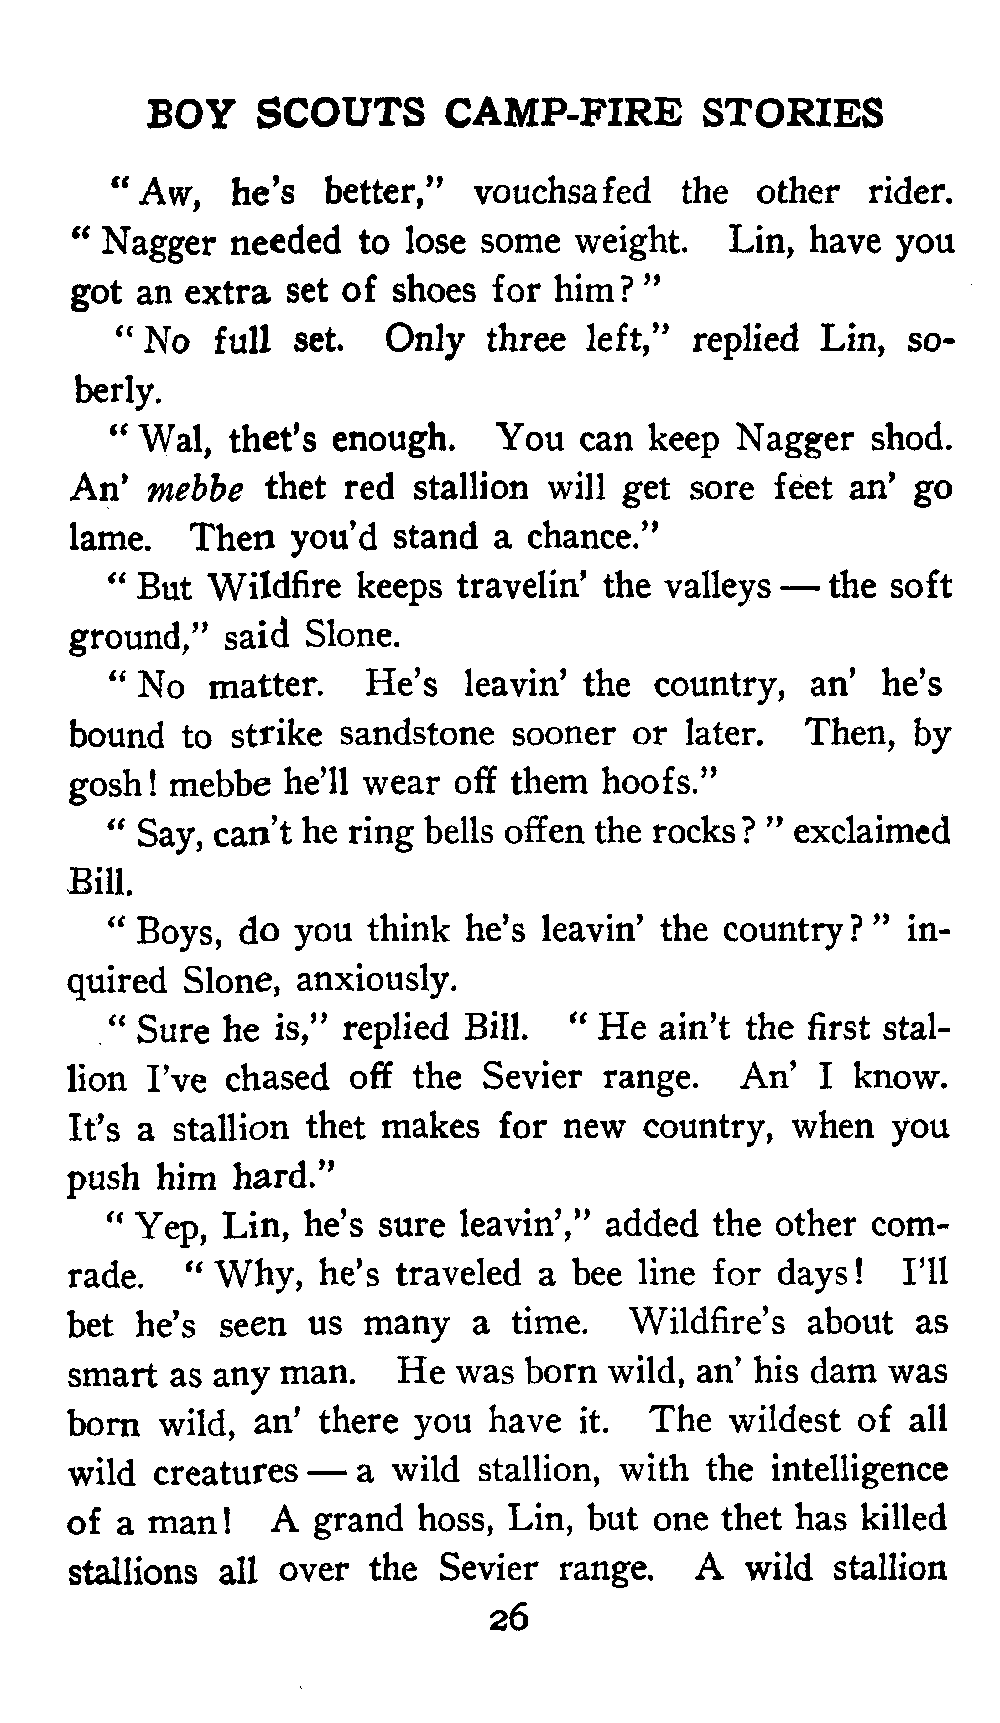 BOY SCOUTS CAMP-FIRE STORIES
“ Aw, he’s better,” vouchsafed the other rider.
“ Nagger needed to lose some weight. Lin, have you
got an extra set of shoes for him? ”
“ No full set. Only three left,” replied Lin, so-
berly.
“ Wal, thet’s enough. You can keep Nagger shod.
An’ mebbe thet red stallion will get sore feet an’ go
lame. Then you’d stand a chance.”
“ But Wildfire keeps travelin’ the valleys — the soft
ground,” said Slone.
“ No matter. He’s leavin’ the country, an’ he’s
bound to strike sandstone sooner or later. Then, by
gosh! mebbe he’ll wear off them hoofs.”
“ Say, can’t he ring bells offen the rocks? ” exclaimed
Bill.
“ Boys, do you think he’s leavin’ the country? ” in-
quired Slone, anxiously.
“ Sure he is,” replied Bill. “ He ain’t the first stal-
lion I’ve chased off the Sevier range. An’ I know.
It’s a stallion thet makes for new country, when you
push him hard.”
“ Yep, Lin, he’s sure leavin’,” added the other com-
rade. “ Why, he’s traveled a bee line for days! I’ll
bet he’s seen us many a time. Wildfire’s about as
smart as any man. He was born wild, an’ his dam was
born wild, an’ there you have it. The wildest of all
wild creatures — a wild stallion, with the intelligence
of a man! A grand hoss, Lin, but one thet has killed
stallions all over the Sevier range. A wild stallion
26